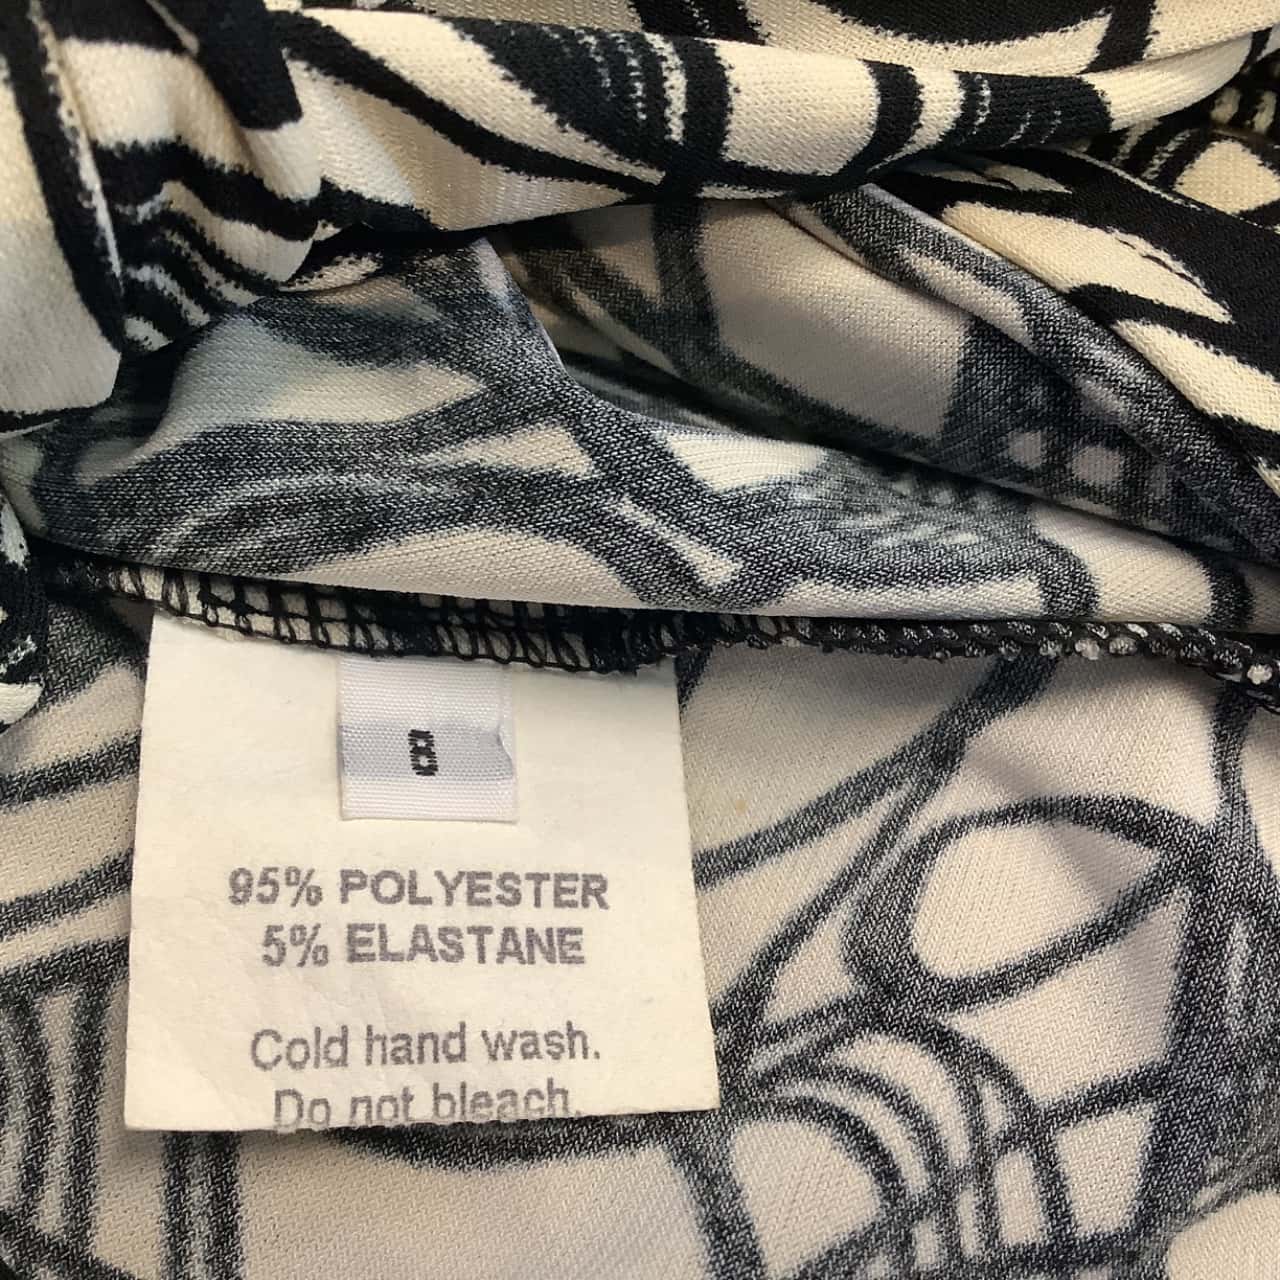 8
95% POLYESTER
5% ELASTANE
Cold hand wash.
Do not bleach.